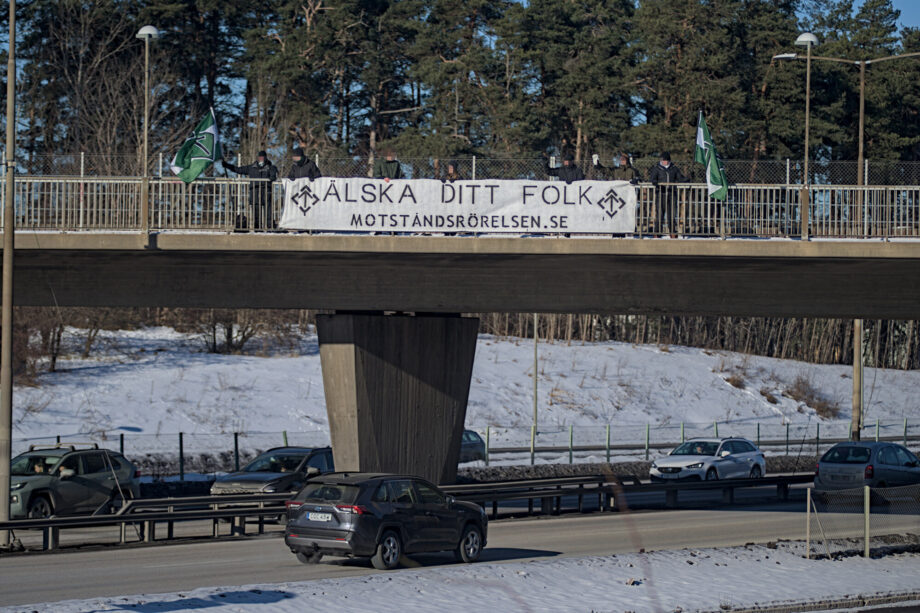 ÄLSKA DITT FOLK
MOTSTÅNDSRÖRELSEN.SE